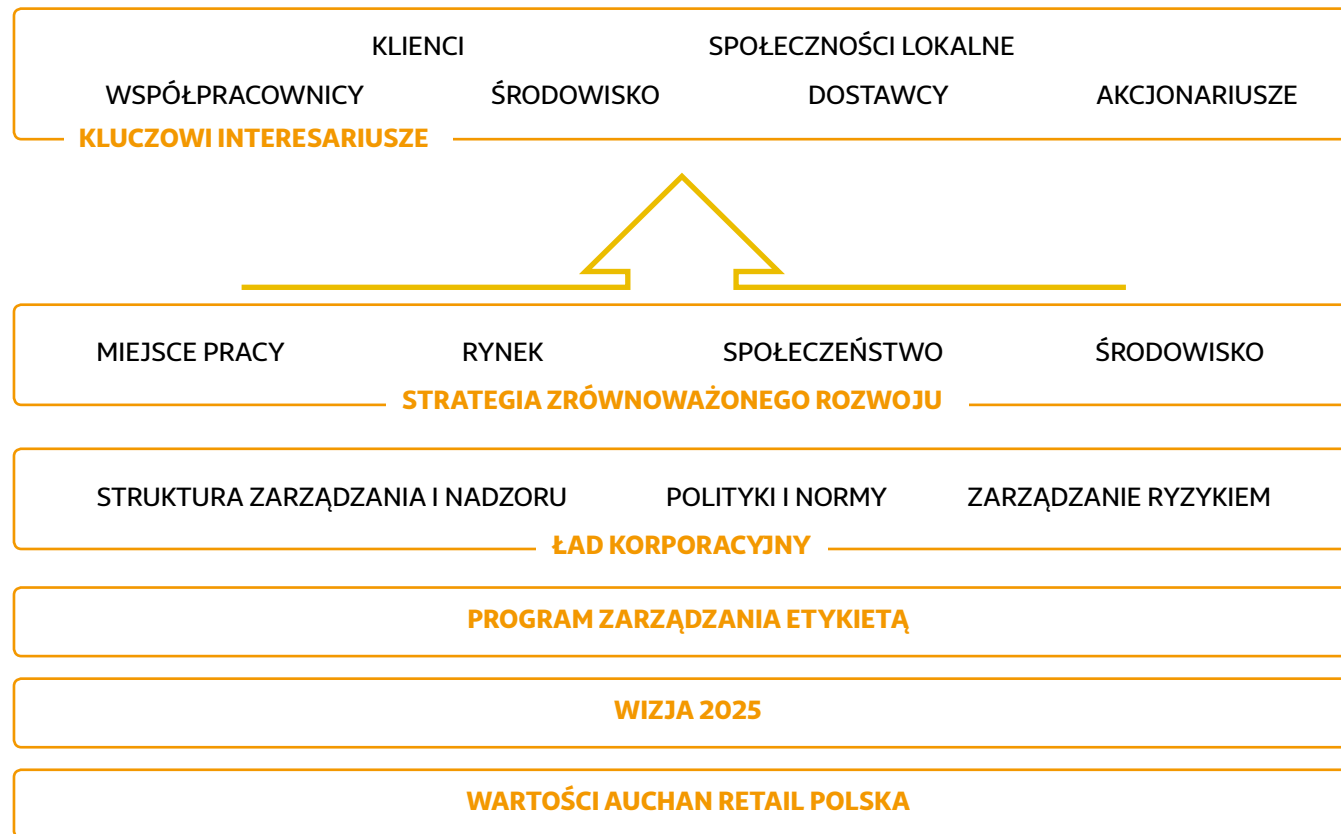 KLIENCI SPOŁECZNOŚCI LOKALNE
WSPÓŁPRACOWNICY ŚRODOWISKO DOSTAWCY AKCJONARIUSZE
KLUCZOWI INTERESARIUSZE
MIEJSCE PRACY RYNEK SPOŁECZEŃSTWO ŚRODOWISKO
STRATEGIA ZRÓWNOWAŻONEGO ROZWOJU
STRUKTURA ZARZĄDZANIA I NADZORU POLITYKI I NORMY ZARZĄDZANIE RYZYKIEM
ŁAD KORPORACYJNY
PROGRAM ZARZĄDZANIA ETYKIETĄ
WIZJA 2025
WARTOŚCI AUCHAN RETAIL POLSKA